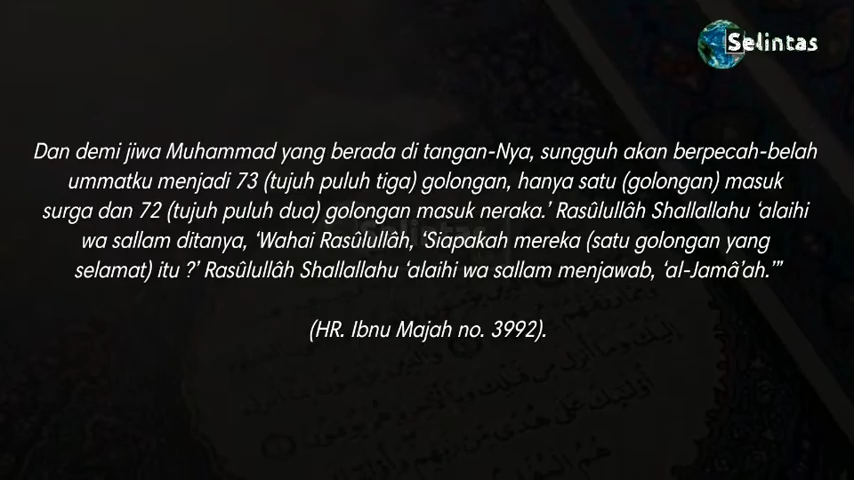 Selintas
Dan demi jiwa Muhammad yang berada di tangan-Nya, sungguh akan berpecah-belah
ummatku menjadi 73 (tujuh puluh tiga) golongan, hanya satu (golongan) masuk
surga dan 72 (tujuh puluh dua) golongan masuk neraka.’ Rasûlullâh Shallallahu ‘alaihi
wa sallam ditanya, ‘Wahai Rasûlullâh, ‘Siapakah mereka (satu golongan yang
selamat) itu ?’ Rasûlullâh Shallallahu ‘alaihi wa sallam menjawab, ‘al-Jamâ’ah.’”
(HR. Ibnu Majah no. 3992).